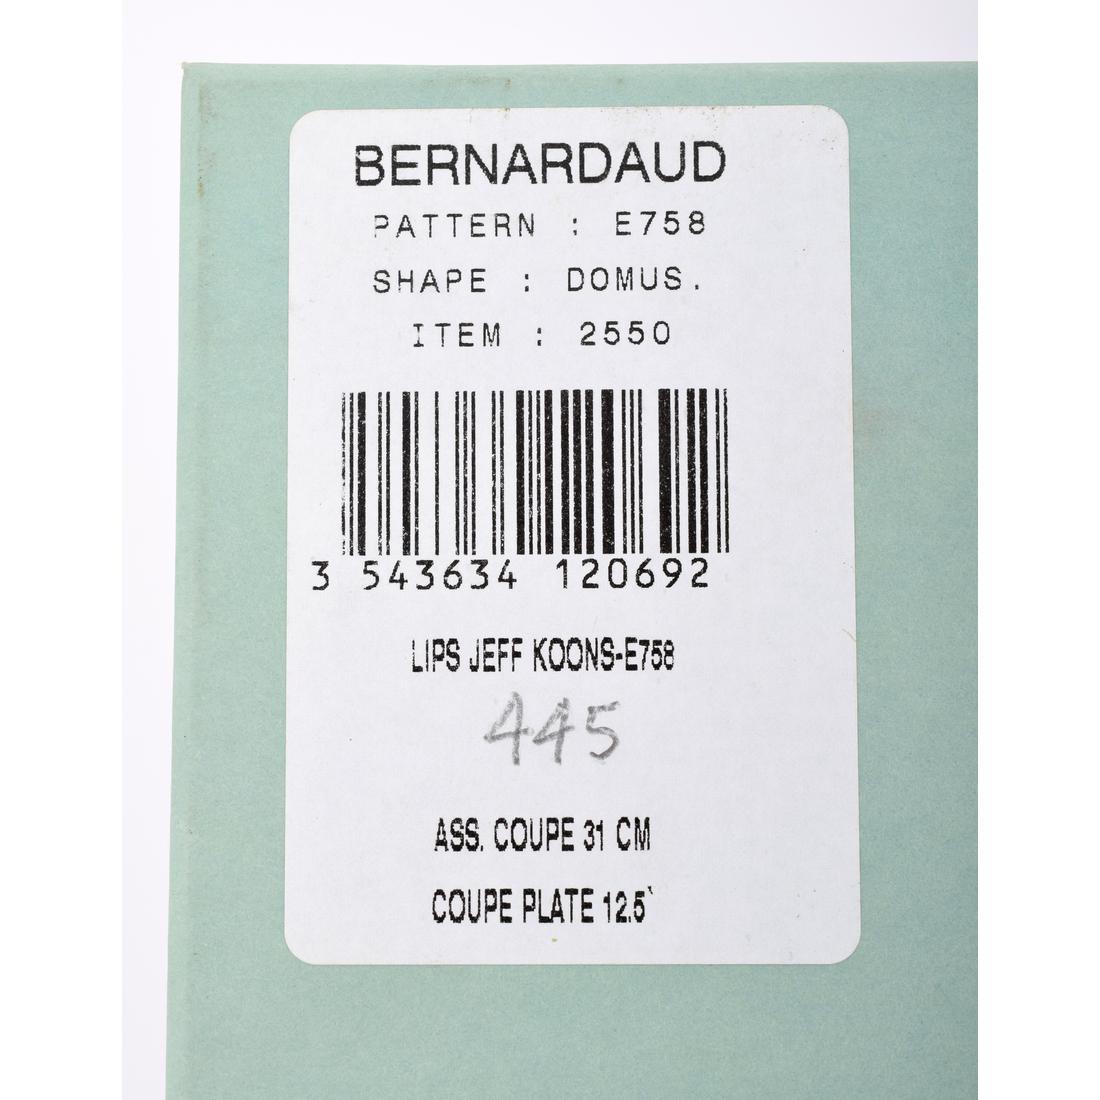 BERNARDAUD
PATTERN : E758
SHAPE : DOMUS.
ITEM : 2550
3 543634 120692
LIPS JEFF KOONS-E758
445
ASS. COUPE 31 CM
COUPE PLATE 12.5`